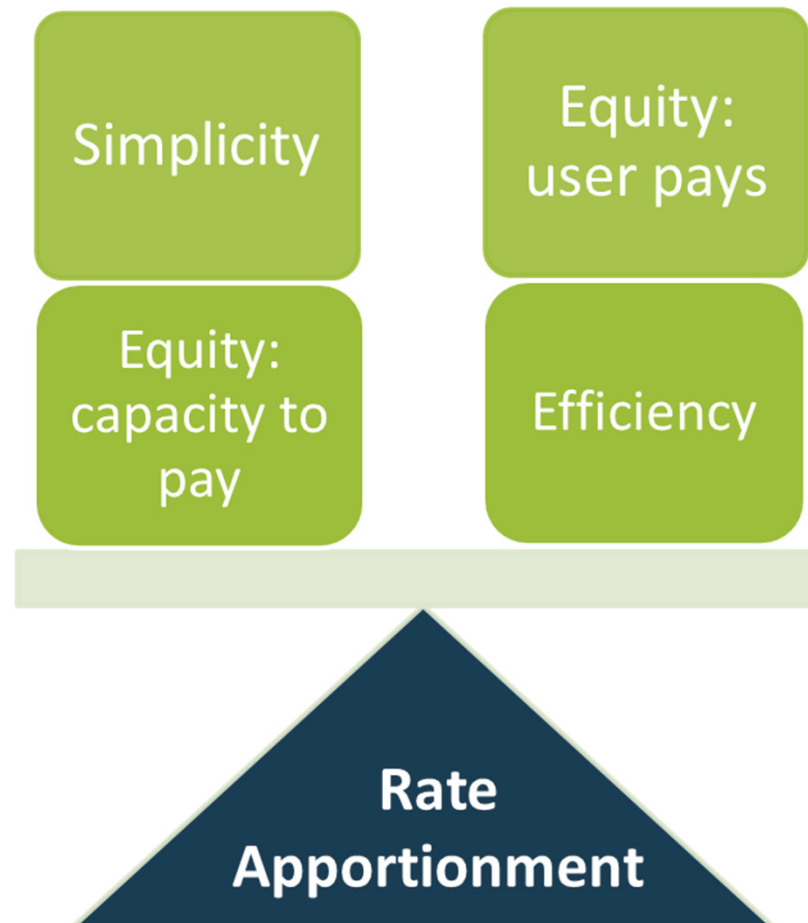 Simplicity
Equity:
user pays
Equity:
capacity to
pay
Efficiency
Rate
Apportionment